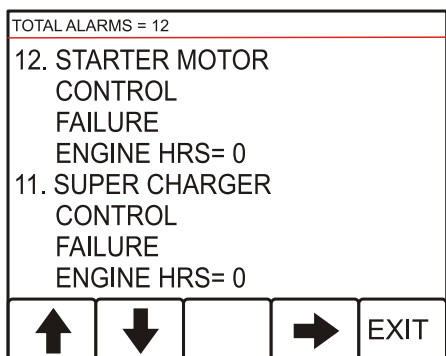 TOTAL ALARMS = 12
12. STARTER MOTOR
CONTROL
FAILURE
ENGINE HRS= 0
11. SUPER CHARGER
CONTROL
FAILURE
ENGINE HRS= 0
EXIT